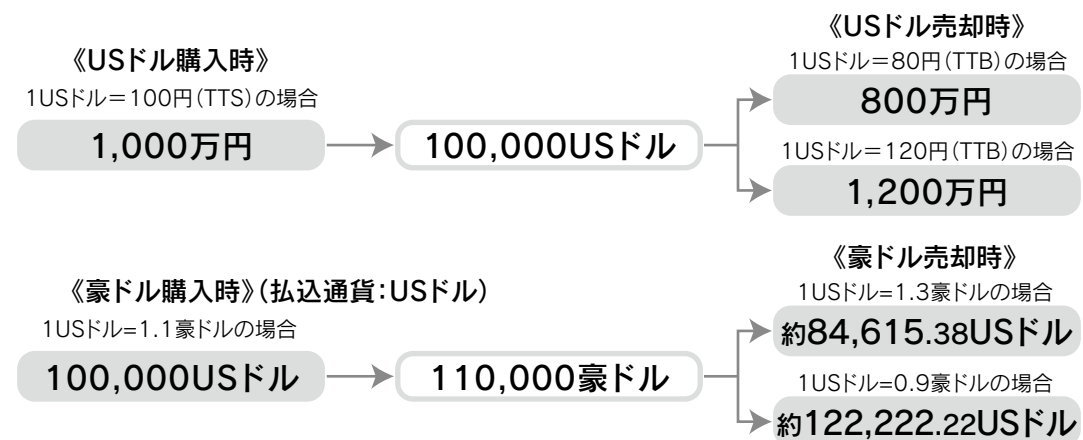 《USドル購入時》
1USドル＝100円（TTS）の場合
1,000万円
100,000USドル
《USドル売却時》
1USドル＝80円（TTB）の場合
800万円
1USドル＝120円（TTB）の場合
1,200万円
《豪ドル購入時》（払込通貨：USドル）
1USドル=1.1豪ドルの場合
100,000USドル
110,000豪ドル
《豪ドル売却時》
1USドル=1.3豪ドルの場合
約84,615.38USドル
1USドル=0.9豪ドルの場合
約122,222.22USドル